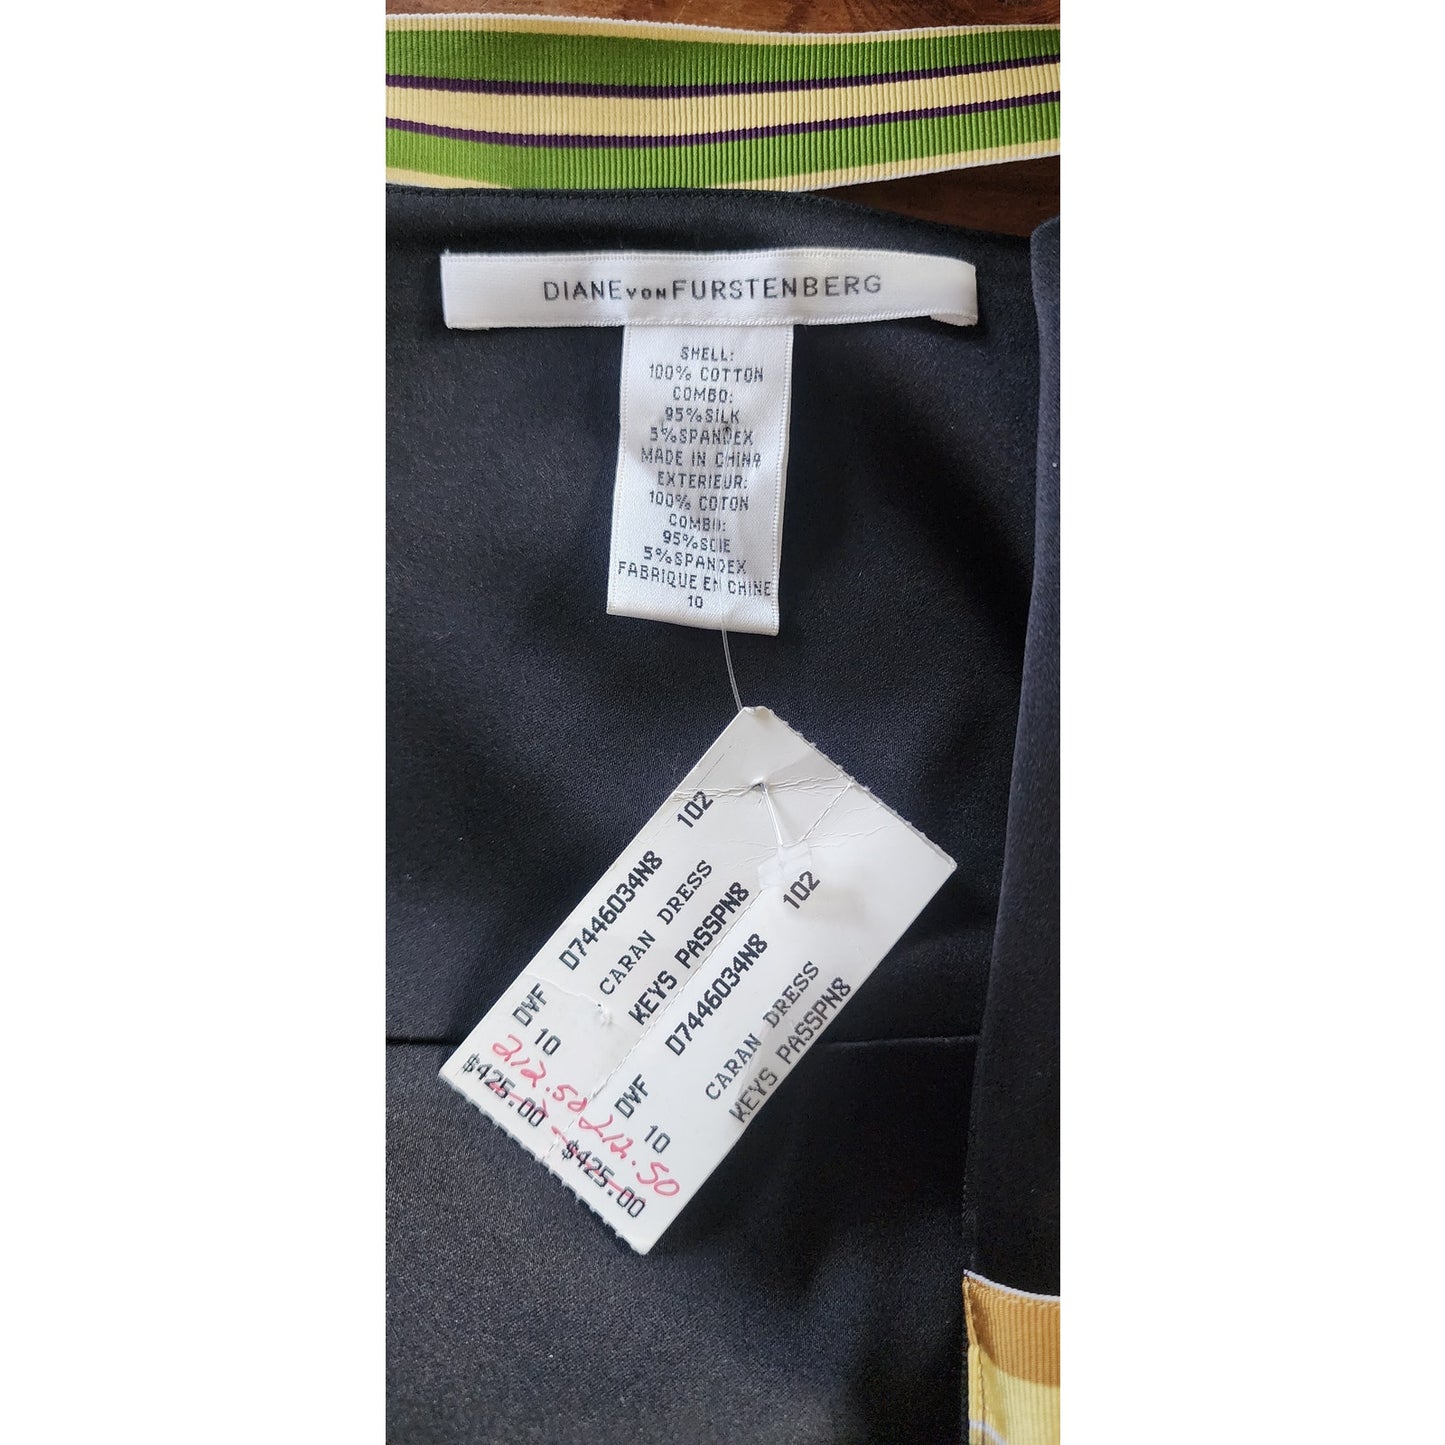 DIANE VON FURSTENBERG
SHELL:
100% COTTON
COMBO:
95%SILK
5%SPANDEX
MADE IN CHINA
EXTERIEUR:
100% COTON
COMBO:
95%SOIE
5%SPANDEX
FABRIQUE EN CHINE
10
102
D7446034N8
CARAN DRESS
KEYS PASSPN8
DVF
10
212.50
$425.00
102
D7446034N8
CARAN DRESS
KEYS PASSPN8
DVF
10
212.50
$425.00